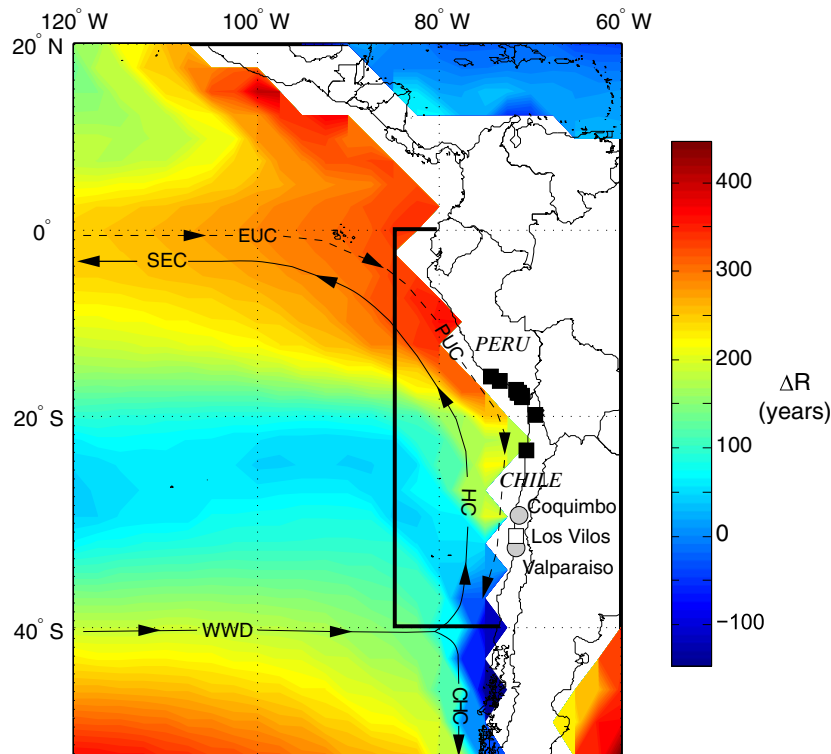 120° W 100° W 80° W 60° W
20° N
0°
20° S
40° S
EUC
SEC
PUC
PERU
HC
CHILE
Coquimbo
Los Vilos
Valparaiso
WWD
CHC
400
300
200
100
0
−100
ΔR
(years)